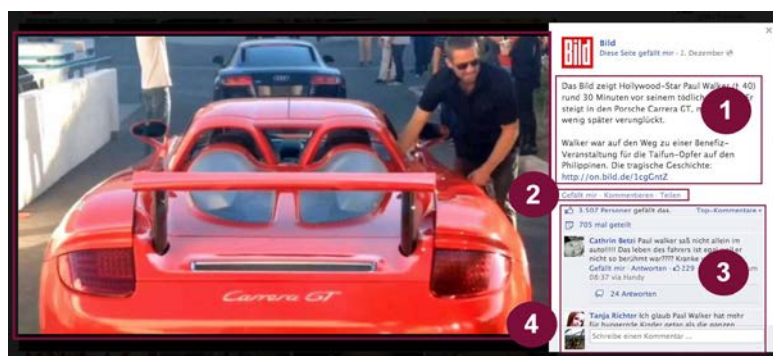 Bild
Bild
Diese Seite gefällt mir · 1. Dezember
Das Bild zeigt Hollywood-Star Paul Walker († 40)
rund 30 Minuten vor seinem tödlich
steigt in den Porsche Carrera GT,
wenig später verunglückt.
Walker war auf den Weg zu einer Benefiz-
Veranstaltung für die Taifun-Opfer auf den
Philippinen. Die tragische Geschichte:
http://on.bild.de/1cgGntZ
1
2
Gefällt mir · Kommentieren · Teilen
3.507 Personen gefällt das. Top-Kommentare
705 mal geteilt
Cathrin Betzi Paul walker saß nicht allein im
auto!!!!! Das leben des fahrers ist
nicht so berühmt war???? Kranke
Gefällt mir · Antworten · 229
08:37 via Handy
3
24 Antworten
Tanja Richter Ich glaub Paul Walker hat mehr
für hungernde Kinder getan als die ganzen
Schreibe einen Kommentar ...
4
Carrera GT